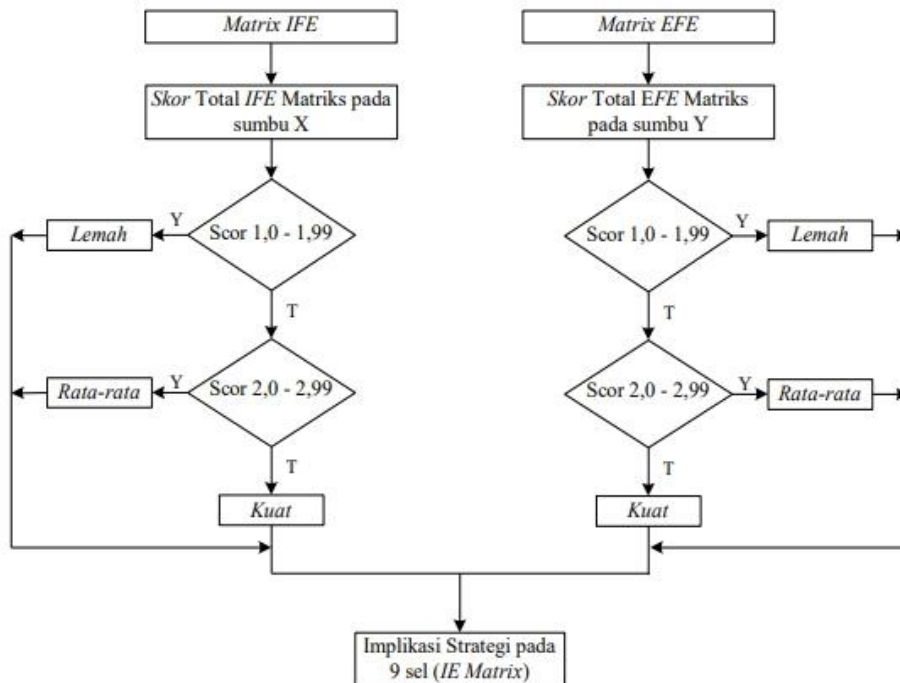 Matrix IFE
Skor Total IFE Matriks pada
sumbu X
Scor 1,0 - 1,99
Y
Lemah
T
Scor 2,0 - 2,99
Y
Rata-rata
T
Kuat
Matrix EFE
Skor Total EFE Matriks
pada sumbu Y
Scor 1,0 - 1,99
Y
Lemah
T
Scor 2,0 - 2,99
Y
Rata-rata
T
Kuat
Implikasi Strategi pada
9 sel (IE Matrix)